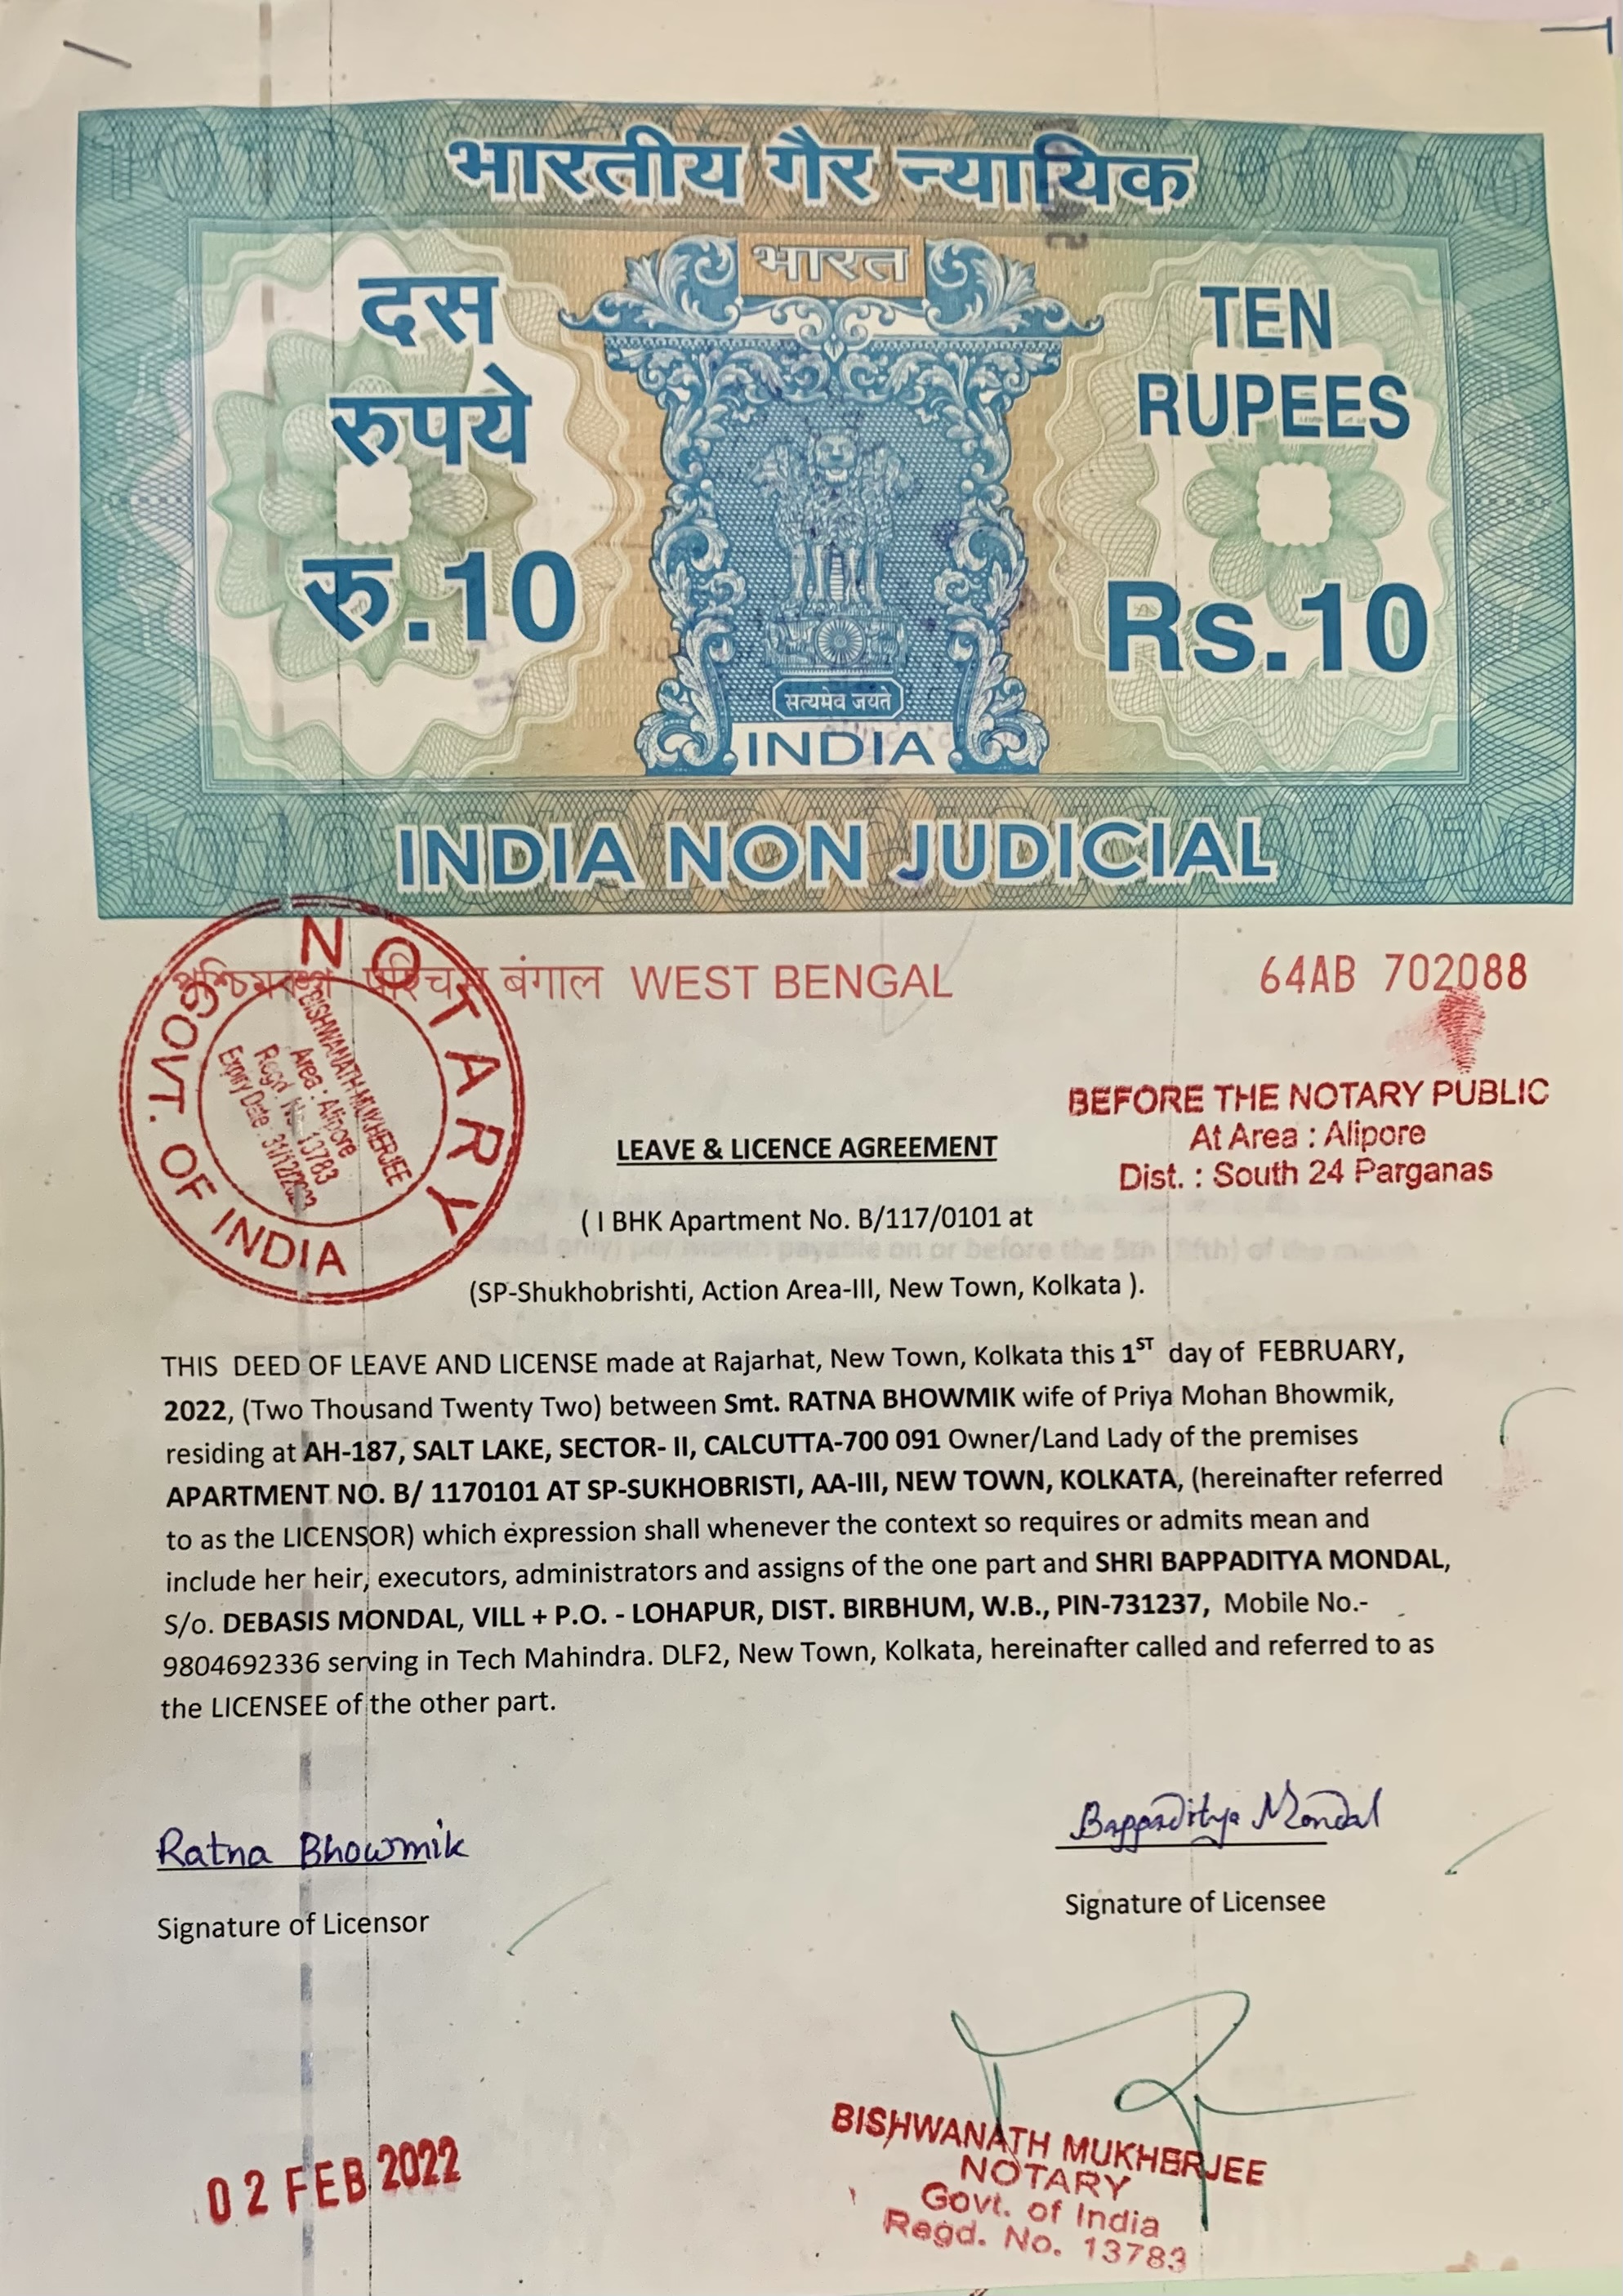 भारतीय गैर न्यायिक
भारत
दस
रुपये
रु.10
TEN
RUPEES
Rs.10
सत्यमेव जयते
INDIA
INDIA NON JUDICIAL
পশ্চিমবঙ্গ पश्चिम बंगाल WEST BENGAL
64AB 702088
NOTARY
GOVT. OF INDIA
BISHWANATH MUKHERJEE
Area : Alipore
Regd. No. 13783
Expiry Date : 31/12/
BEFORE THE NOTARY PUBLIC
At Area : Alipore
Dist. : South 24 Parganas
LEAVE & LICENCE AGREEMENT
( I BHK Apartment No. B/117/0101 at
(SP-Shukhobrishti, Action Area-III, New Town, Kolkata ).
THIS DEED OF LEAVE AND LICENSE made at Rajarhat, New Town, Kolkata this 1ST day of FEBRUARY,
2022, (Two Thousand Twenty Two) between Smt. RATNA BHOWMIK wife of Priya Mohan Bhowmik,
residing at AH-187, SALT LAKE, SECTOR- II, CALCUTTA-700 091 Owner/Land Lady of the premises
APARTMENT NO. B/ 1170101 AT SP-SUKHOBRISTI, AA-III, NEW TOWN, KOLKATA, (hereinafter referred
to as the LICENSOR) which expression shall whenever the context so requires or admits mean and
include her heir, executors, administrators and assigns of the one part and SHRI BAPPADITYA MONDAL,
S/o. DEBASIS MONDAL, VILL + P.O. - LOHAPUR, DIST. BIRBHUM, W.B., PIN-731237, Mobile No.-
9804692336 serving in Tech Mahindra. DLF2, New Town, Kolkata, hereinafter called and referred to as
the LICENSEE of the other part.
Ratna Bhowmik
Signature of Licensor
Bappaditya Mondal
Signature of Licensee
02 FEB 2022
BISHWANATH MUKHERJEE
NOTARY
Govt. of India
Regd. No. 13783